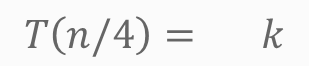 T(n/4) = k